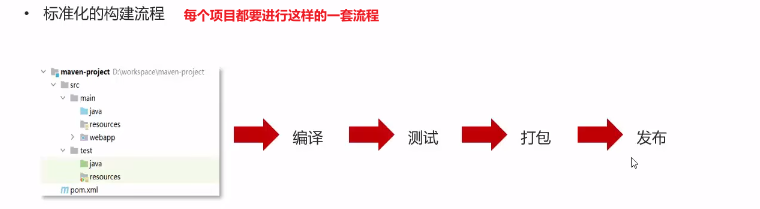 • 标准化的构建流程 每个项目都要进行这样的一套流程
maven-project D:\workspace\maven-project
src
main
java
resources
webapp
test
java
resources
pom.xml
编译
测试
打包
发布